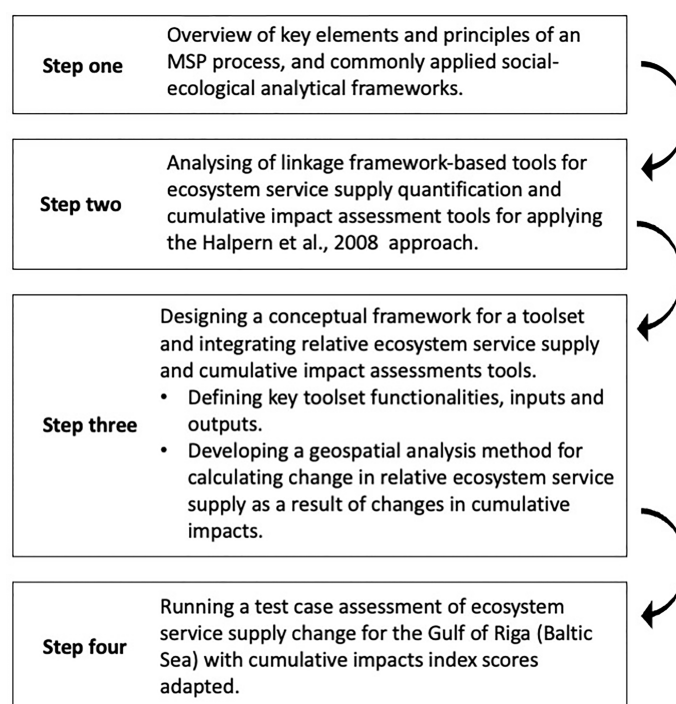 Step one
Overview of key elements and principles of an
MSP process, and commonly applied social-
ecological analytical frameworks.
Step two
Analysing of linkage framework-based tools for
ecosystem service supply quantification and
cumulative impact assessment tools for applying
the Halpern et al., 2008 approach.
Step three
Designing a conceptual framework for a toolset
and integrating relative ecosystem service supply
and cumulative impact assessments tools.
• Defining key toolset functionalities, inputs and
outputs.
• Developing a geospatial analysis method for
calculating change in relative ecosystem service
supply as a result of changes in cumulative
impacts.
Step four
Running a test case assessment of ecosystem
service supply change for the Gulf of Riga (Baltic
Sea) with cumulative impacts index scores
adapted.